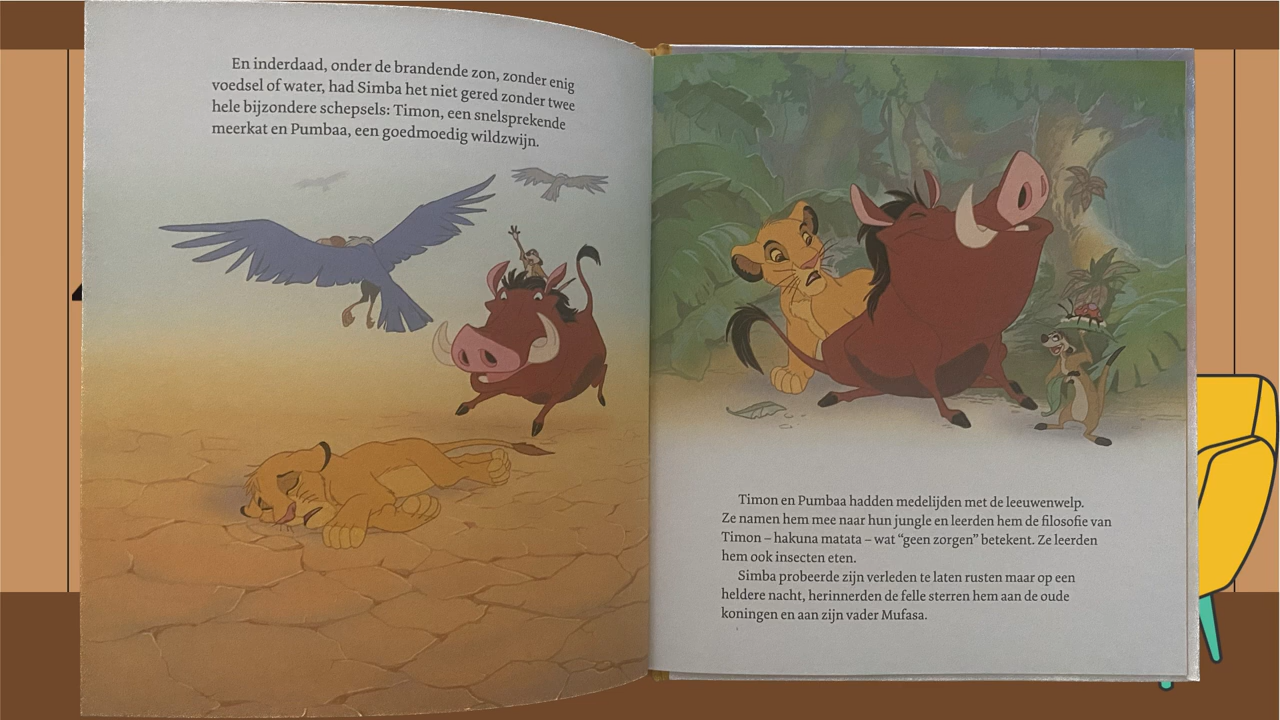 En inderdaad, onder de brandende zon, zonder enig
voedsel of water, had Simba het niet gered zonder twee
hele bijzondere schepsels: Timon, een snelsprekende
meerkat en Pumbaa, een goedmoedig wildzwijn.
Timon en Pumbaa hadden medelijden met de leeuwenwelp.
Ze namen hem mee naar hun jungle en leerden hem de filosofie van
Timon – hakuna matata – wat “geen zorgen” betekent. Ze leerden
hem ook insecten eten.
Simba probeerde zijn verleden te laten rusten maar op een
heldere nacht, herinnerden de felle sterren hem aan de oude
koningen en aan zijn vader Mufasa.